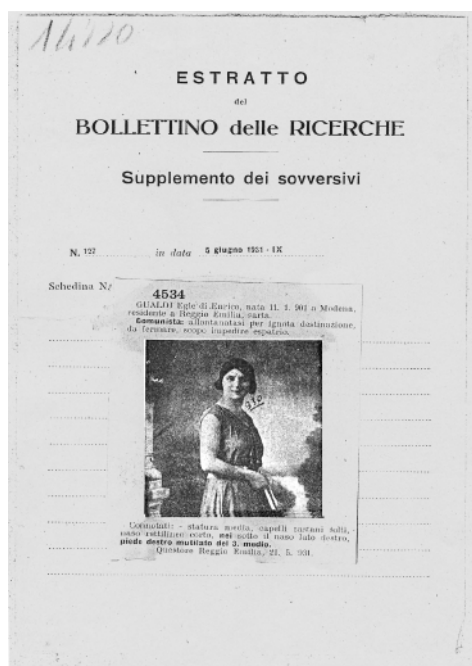 ESTRATTO
del
BOLLETTINO delle RICERCHE
Supplemento dei sovversivi
N. 127 in data 5 giugno 1931 - IX
Schedina N.
4534
GUALDI Egle di Enrico, nata 11. 1. 901 a Modena,
residente a Reggio Emilia, sarta.
Comunista: allontanatasi per ignota destinazione,
da fermare, scopo impedire espatrio.
Connotati: - statura media, capelli castani folti,
naso rettilineo corto, nei sotto il naso lato destro,
piede destro mutilato del medio.
Questore Reggio Emilia, 21. 5. 931.